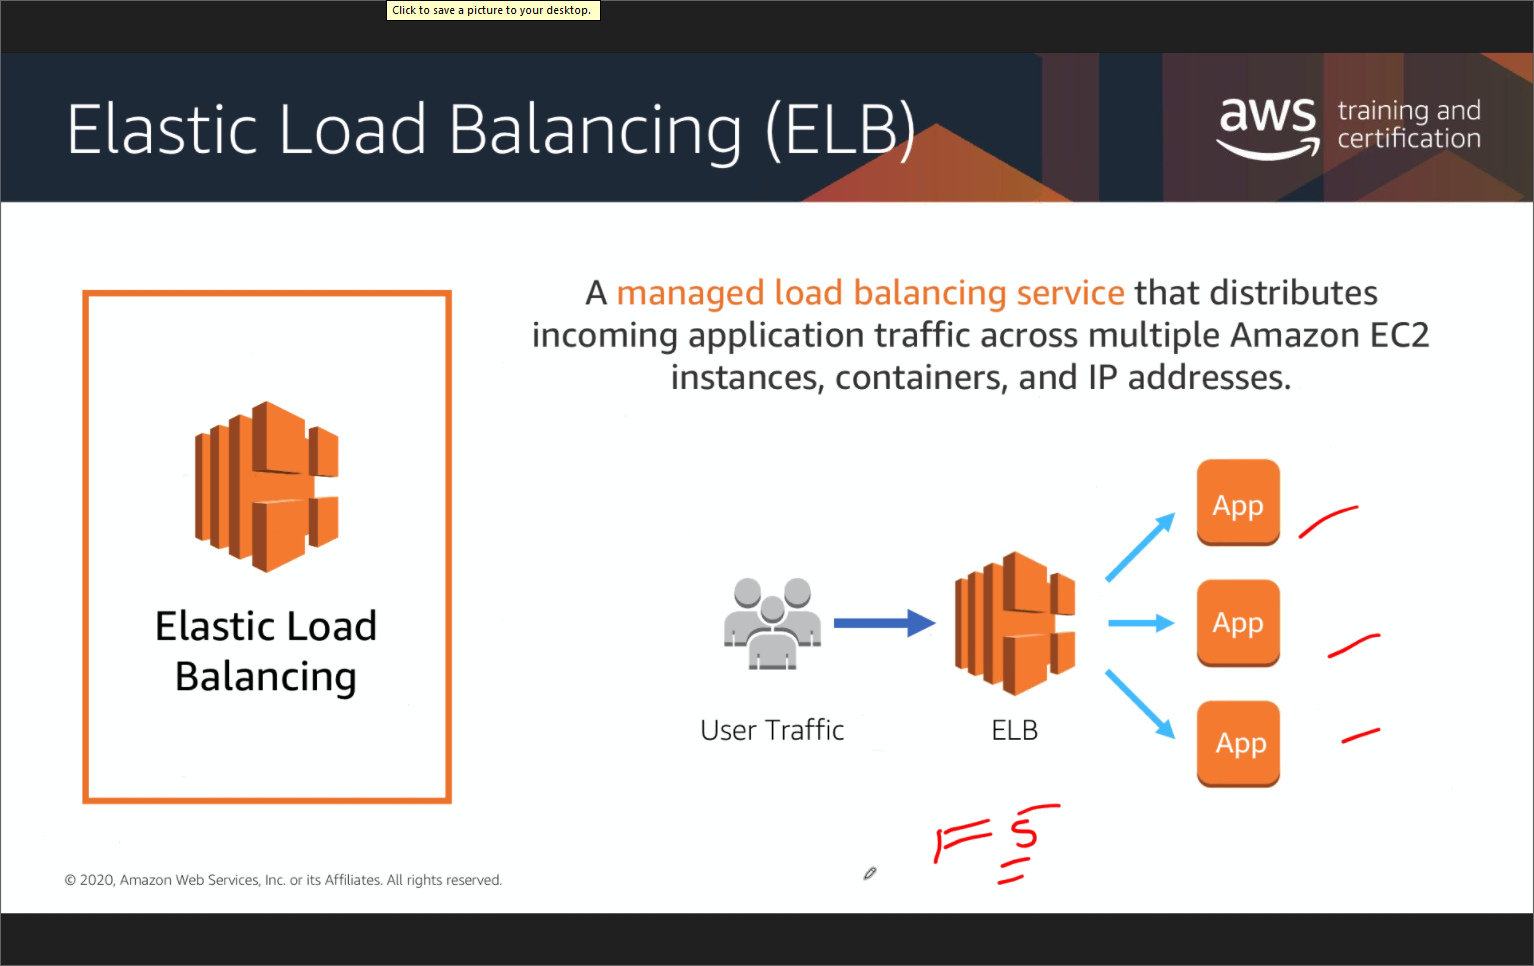 Click to save a picture to your desktop.
Elastic Load Balancing (ELB)
aws training and
certification
A managed load balancing service that distributes
incoming application traffic across multiple Amazon EC2
instances, containers, and IP addresses.
Elastic Load
Balancing
App
App
App
User Traffic
ELB
F 5
© 2020, Amazon Web Services, Inc. or its Affiliates. All rights reserved.